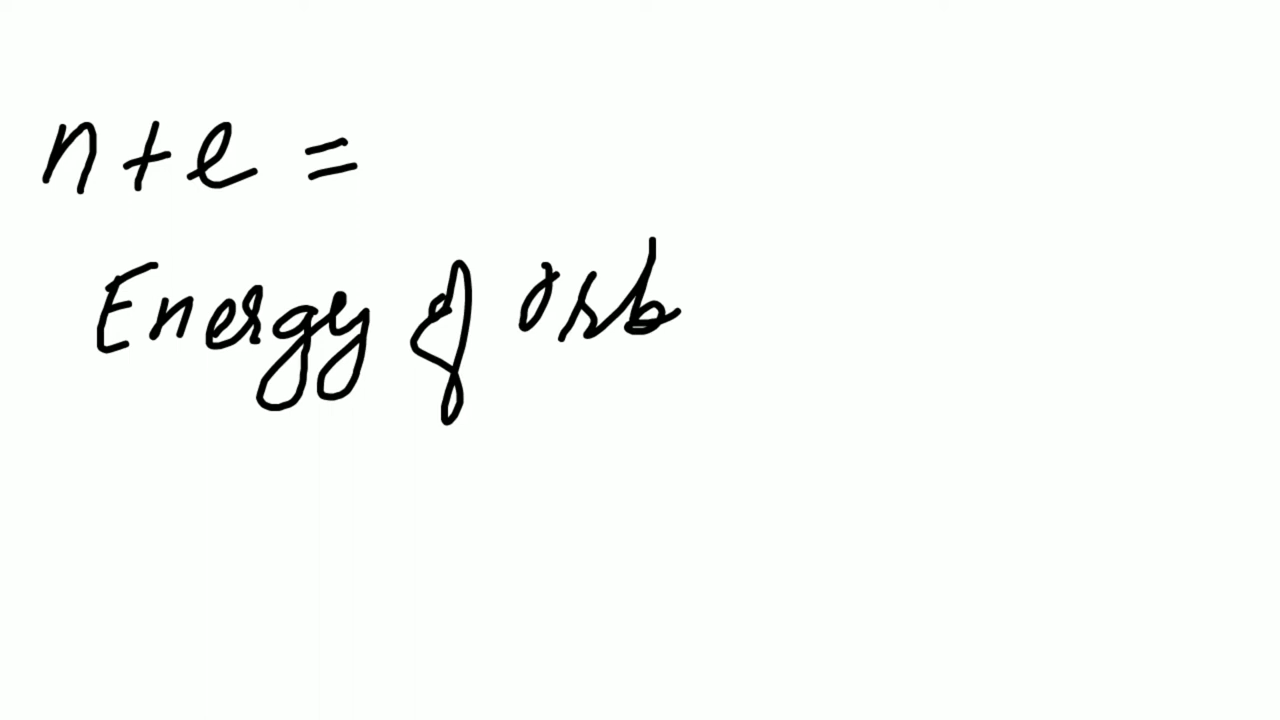 n+l =
Energy of orb